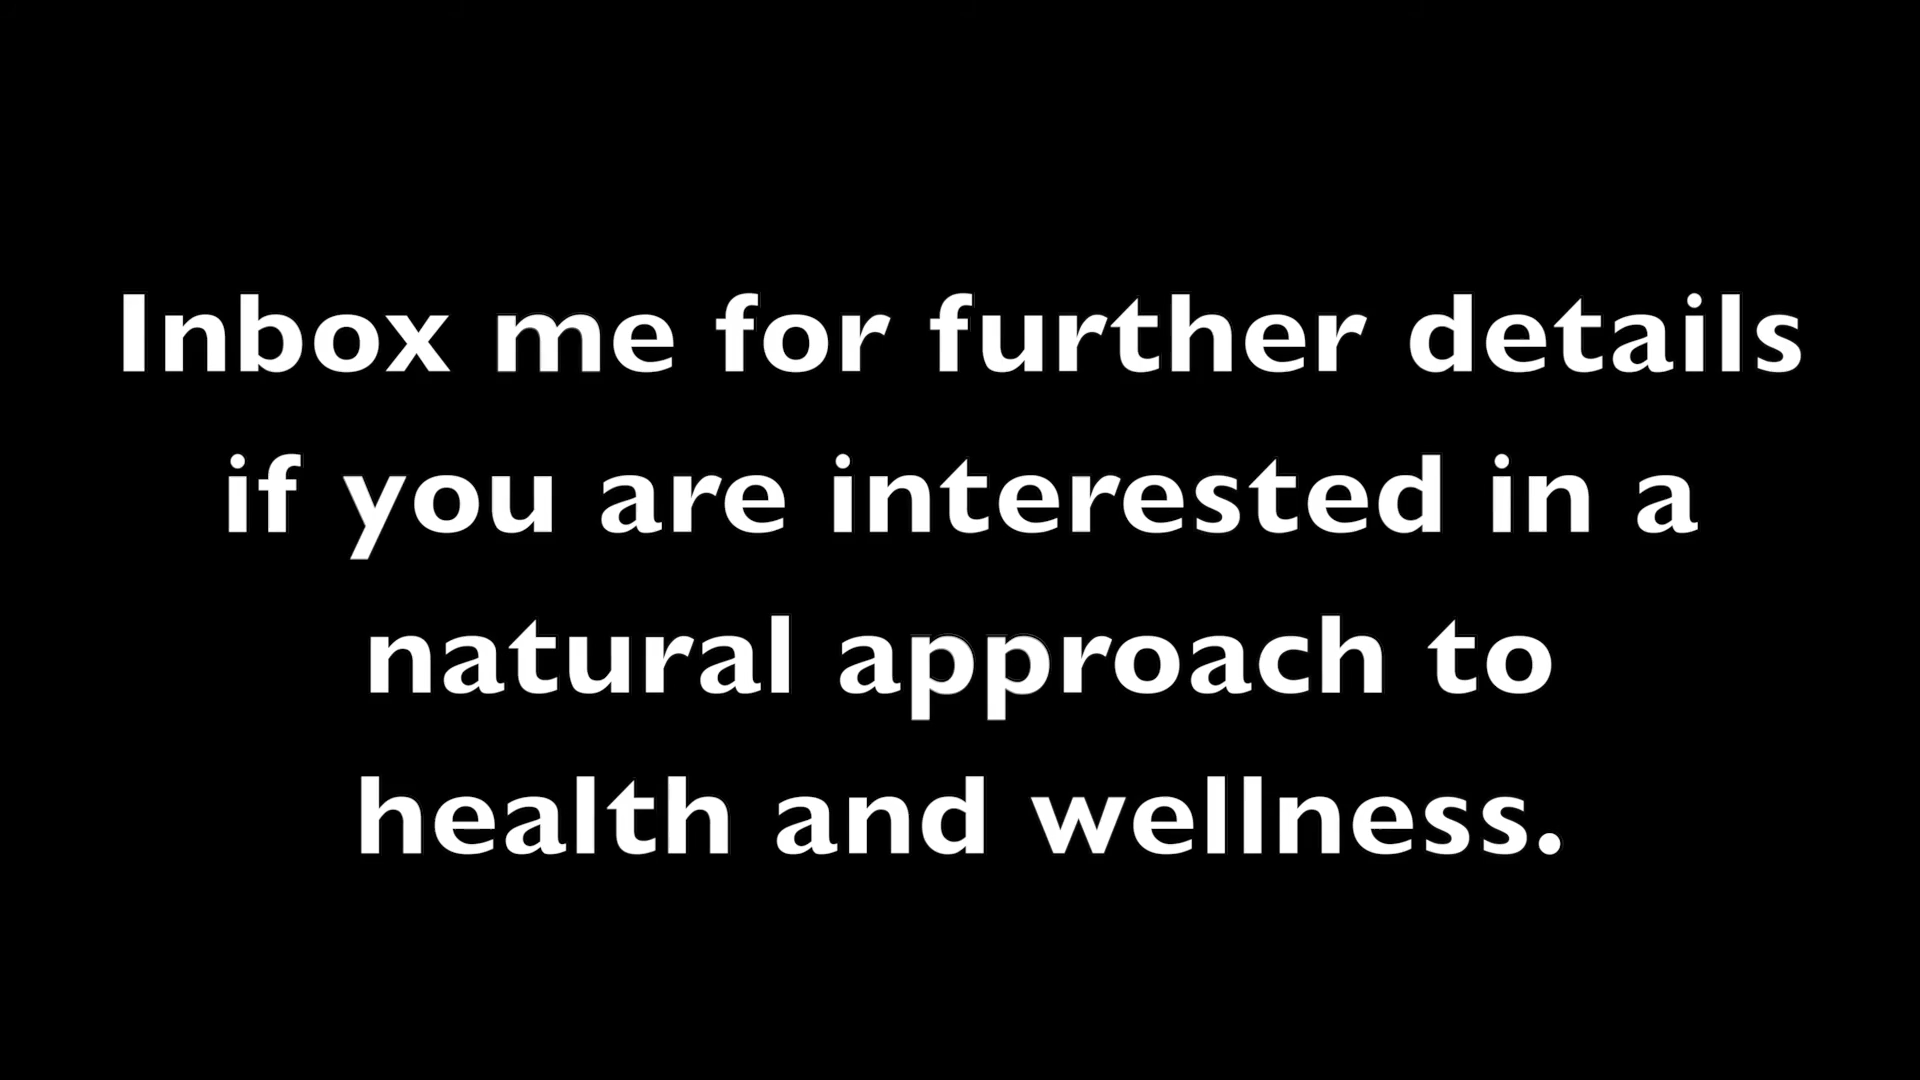 Inbox me for further details
if you are interested in a
natural approach to
health and wellness.